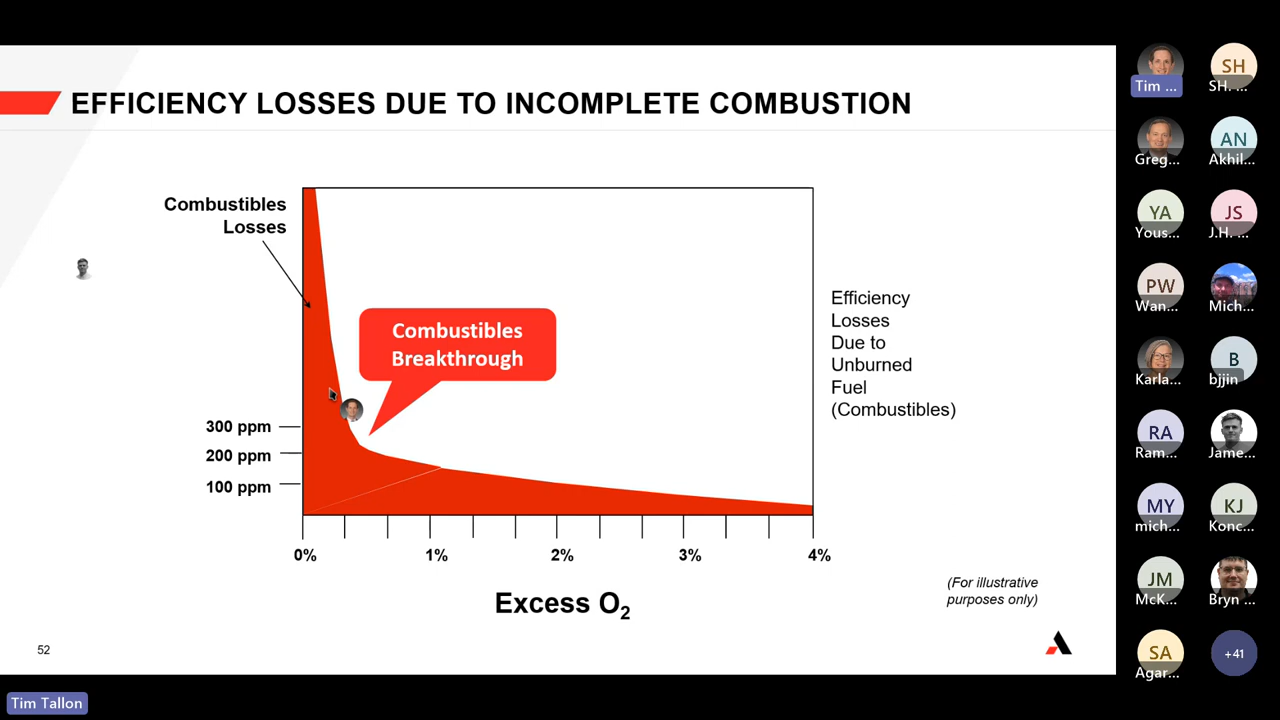 EFFICIENCY LOSSES DUE TO INCOMPLETE COMBUSTION
Combustibles
Losses
Combustibles
Breakthrough
300 ppm
200 ppm
100 ppm
0%
1%
2%
3%
4%
Excess O2
Efficiency
Losses
Due to
Unburned
Fuel
(Combustibles)
(For illustrative
purposes only)
52
Tim Tallon
Tim ...
SH
SH. ...
Greg...
AN
Akhil...
YA
Yous...
JS
J.H. ...
PW
Wan...
Mich...
Karla...
B
bjjin
RA
Ram...
Jame...
MY
mich...
KJ
Konc...
JM
McK...
Bryn ...
SA
Agar...
+41